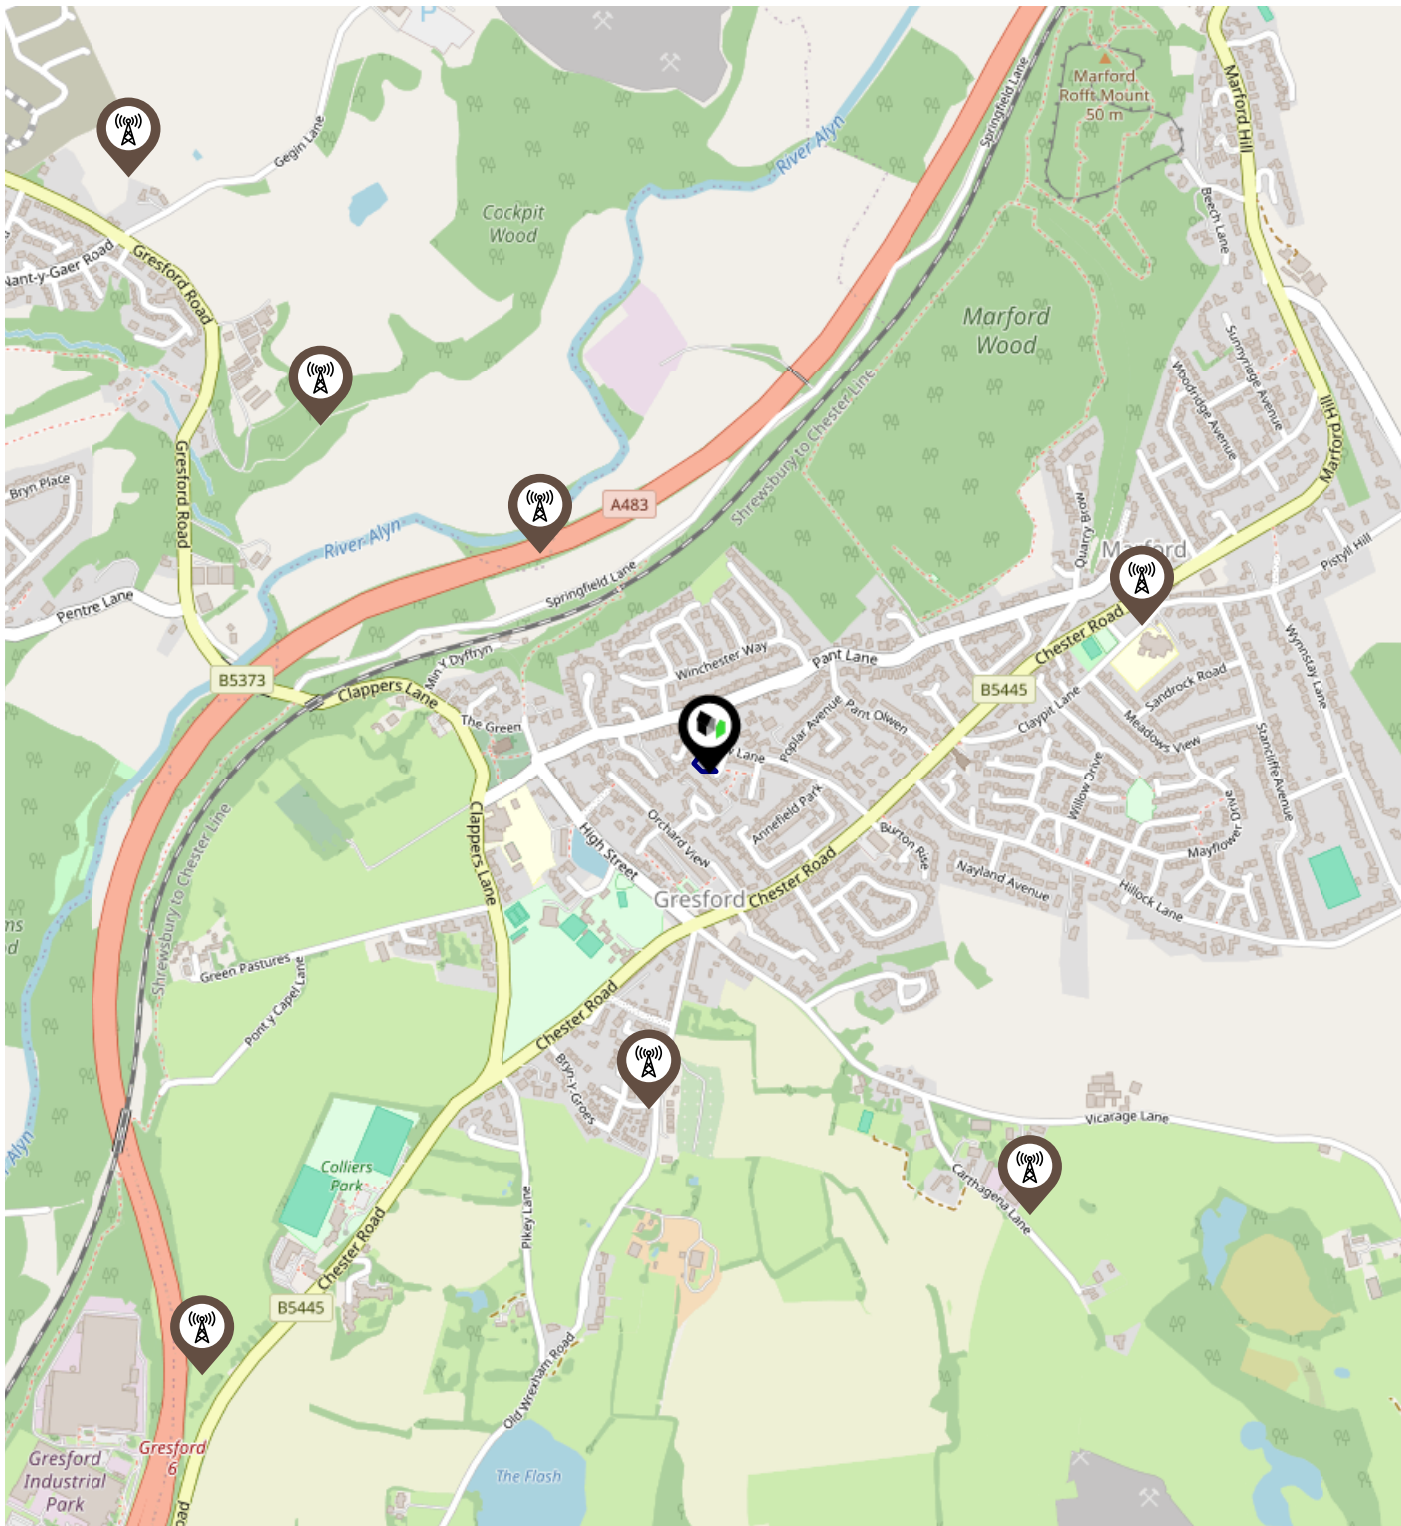 P
Gegin Lane
River Alyn
Springfield Lane
Marford
Rofft Mount
50 m
Marford Hill
Beech Lane
Cockpit
Wood
Nant-y-Gaer Road
Gresford Road
Marford
Wood
Sunnyridge Avenue
Woodridge Avenue
Marford Hill
Shrewsbury to Chester Line
Gresford Road
Bryn Place
A483
River Alyn
Quarry Brow
Marford
Pistyll Hill
Springfield Lane
Pentre Lane
Chester Road
Wynnstay Lane
Winchester Way
Pant Lane
Min Y Dyffryn
B5373
Clappers Lane
B5445
Sandrock Road
Claypit Lane
The Green
Poplar Avenue
Pant Olwen
Meadows View
Stancliffe Avenue
Lane
Willow Drive
Mayflower Drive
Clappers Lane
Shrewsbury to Chester Line
High Street
Orchard View
Annefield Park
Burton Rise
Nayland Avenue
Hillock Lane
Gresford
Chester Road
ms
d
Green Pastures
Pont y Capel Lane
Chester Road
Bryn-y-Groes
Alyn
Vicarage Lane
Colliers
Park
Carthagena Lane
Pikey Lane
Chester Road
B5445
Old Wrexham Road
Gresford
6
Gresford
Industrial
Park
The Flash
oad